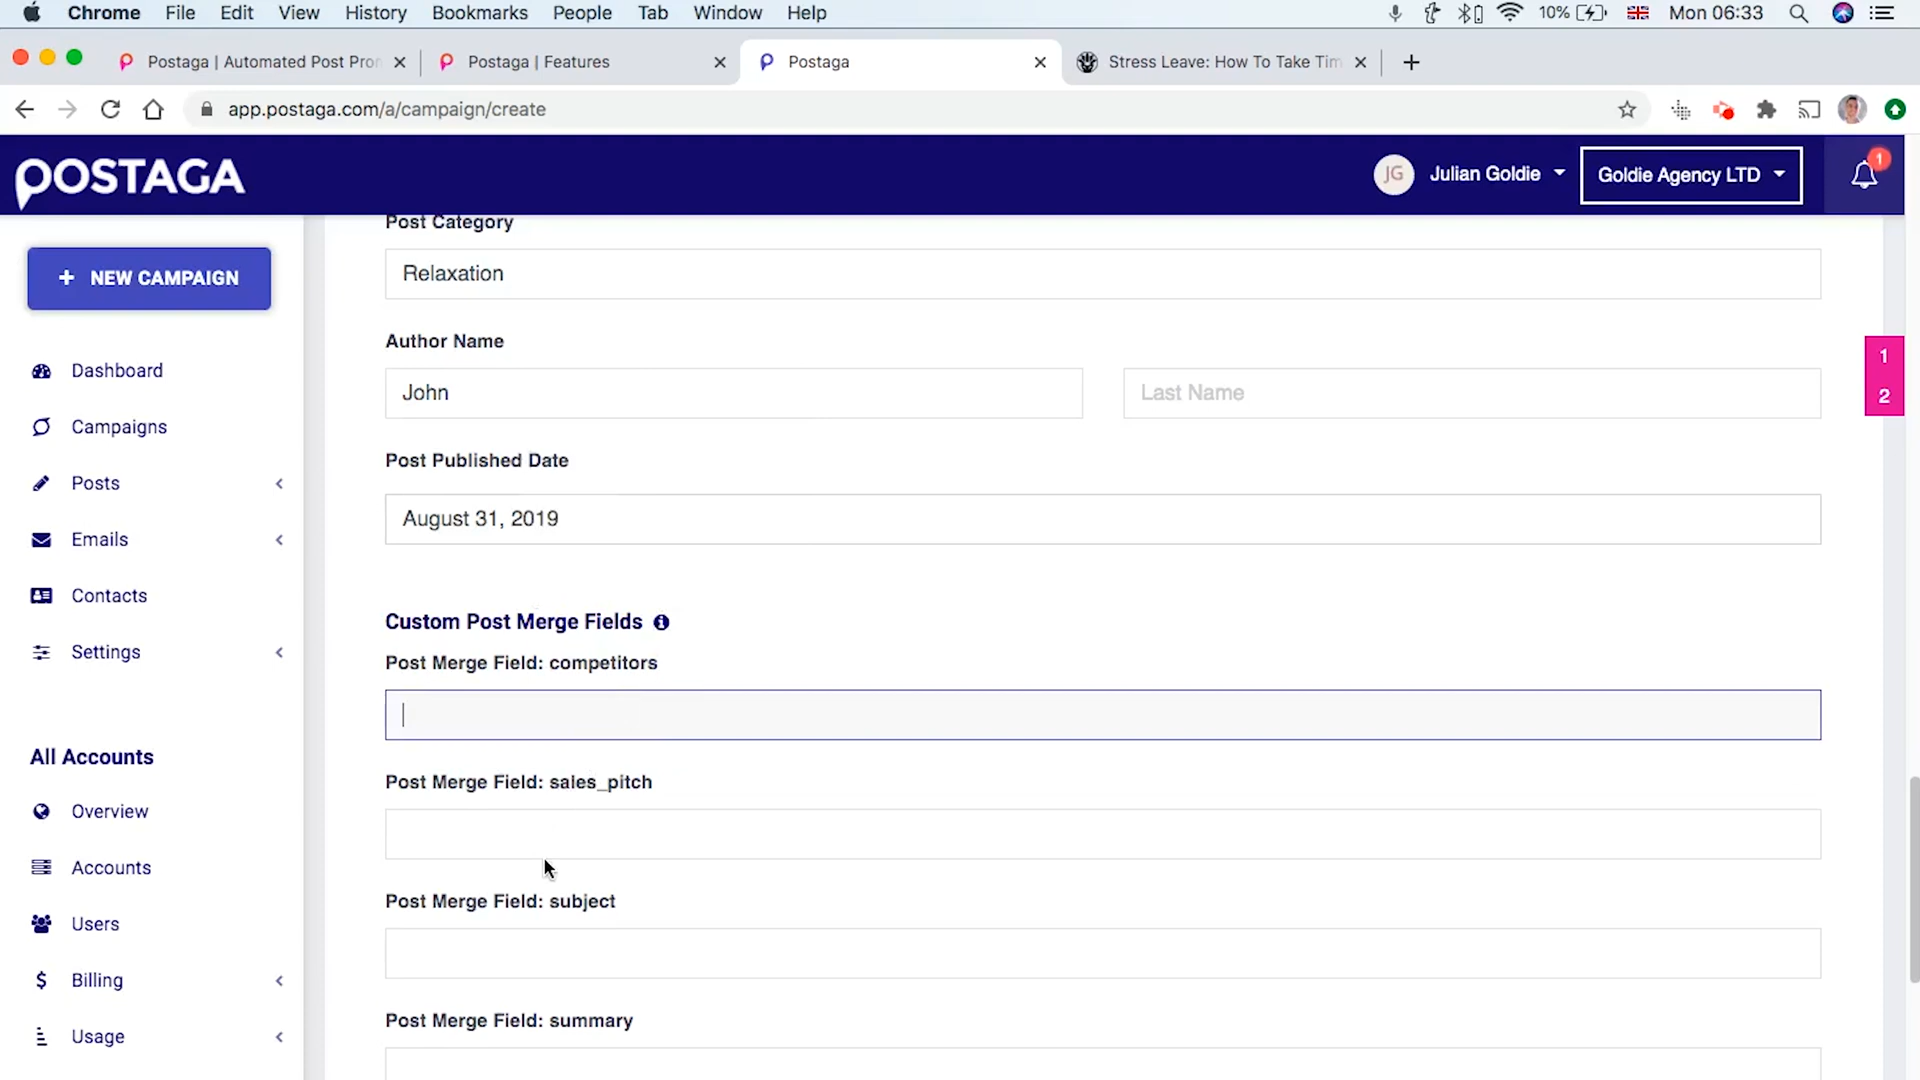 Chrome File Edit View History Bookmarks People Tab Window Help 10% Mon 06:33
Postaga | Automated Post Pro Postaga | Features Postaga Stress Leave: How To Take Tim
app.postaga.com/a/campaign/create
POSTAGA JG Julian Goldie Goldie Agency LTD 1
+ NEW CAMPAIGN
Dashboard
Campaigns
Posts
Emails
Contacts
Settings
All Accounts
Overview
Accounts
Users
Billing
Usage
Post Category
Relaxation
Author Name
John Last Name
Post Published Date
August 31, 2019
Custom Post Merge Fields
Post Merge Field: competitors
Post Merge Field: sales_pitch
Post Merge Field: subject
Post Merge Field: summary
1
2